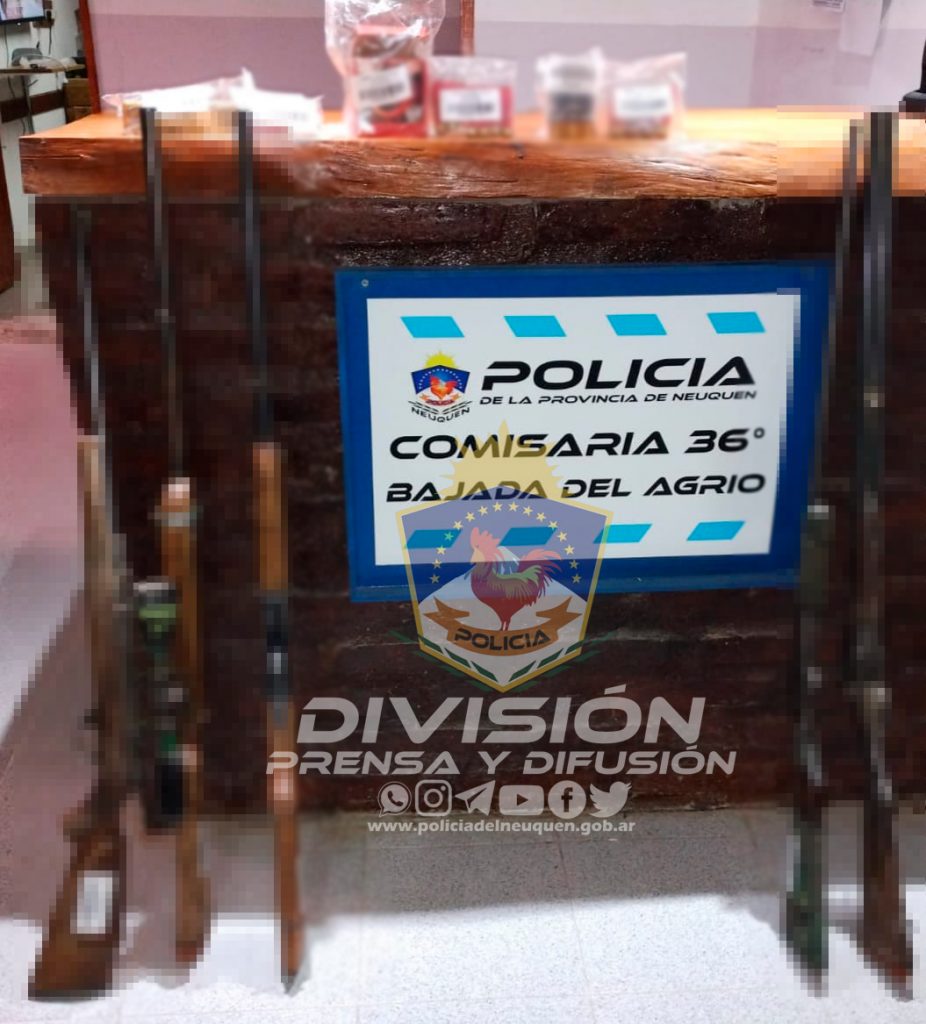 POLICIA
DE LA PROVINCIA DE NEUQUEN
POLICIA
NEUQUEN
COMISARIA 36°
BAJADA DEL AGRIO
POLICIA
DIVISIÓN
PRENSA Y DIFUSIÓN
www.policiadelneuquen.gob.ar